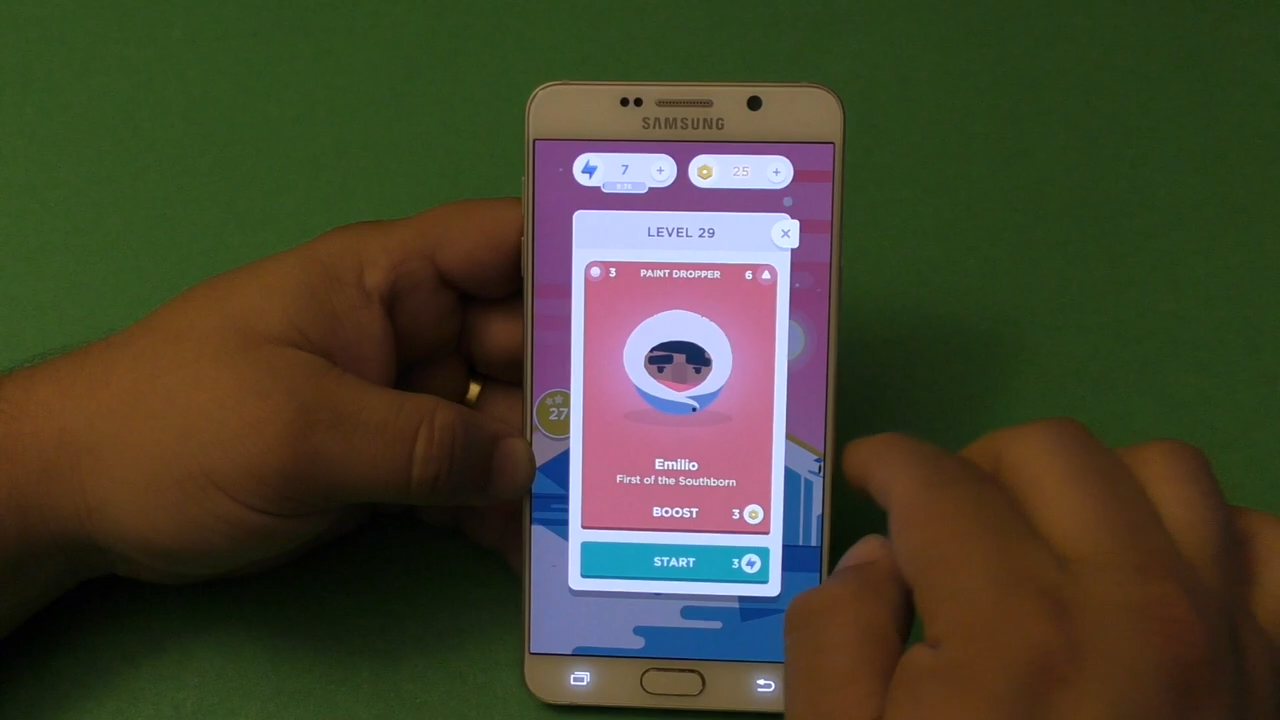 SAMSUNG
7 +
25 +
LEVEL 29
3 PAINT DROPPER 6
27
Emilio
First of the Southborn
BOOST 3
START 3